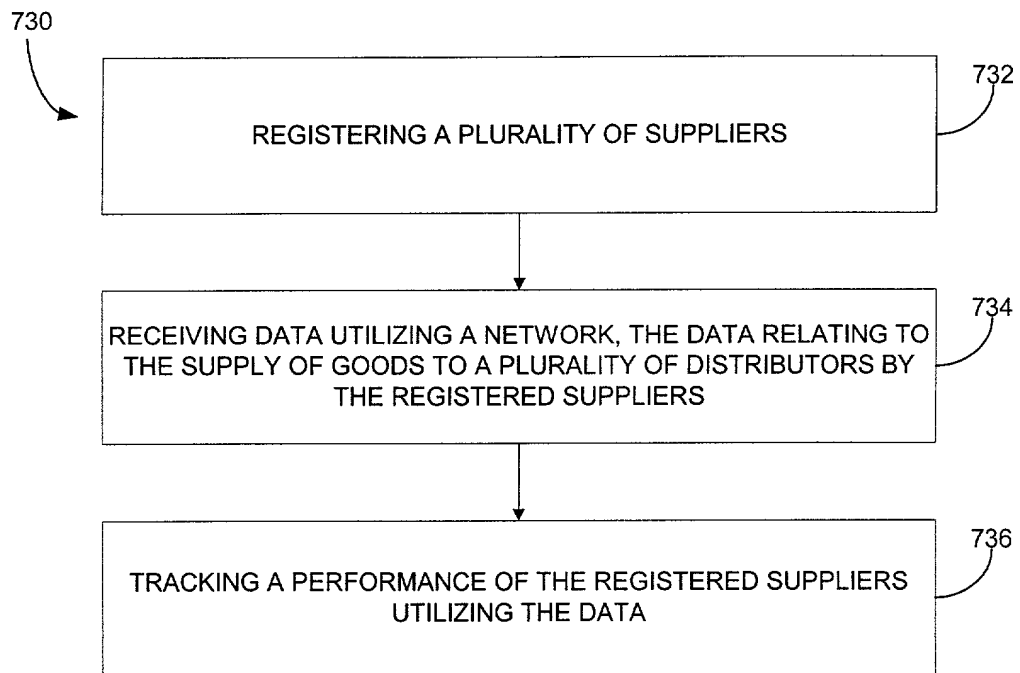 730
732
REGISTERING A PLURALITY OF SUPPLIERS
734
RECEIVING DATA UTILIZING A NETWORK, THE DATA RELATING TO
THE SUPPLY OF GOODS TO A PLURALITY OF DISTRIBUTORS BY
THE REGISTERED SUPPLIERS
736
TRACKING A PERFORMANCE OF THE REGISTERED SUPPLIERS
UTILIZING THE DATA